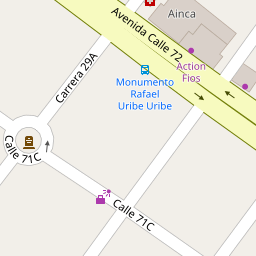 Ainca
Avenida Calle 72
Action
Fios
Carrera 29A
Monumento
Rafael
Uribe Uribe
Calle 71C
Calle 71C